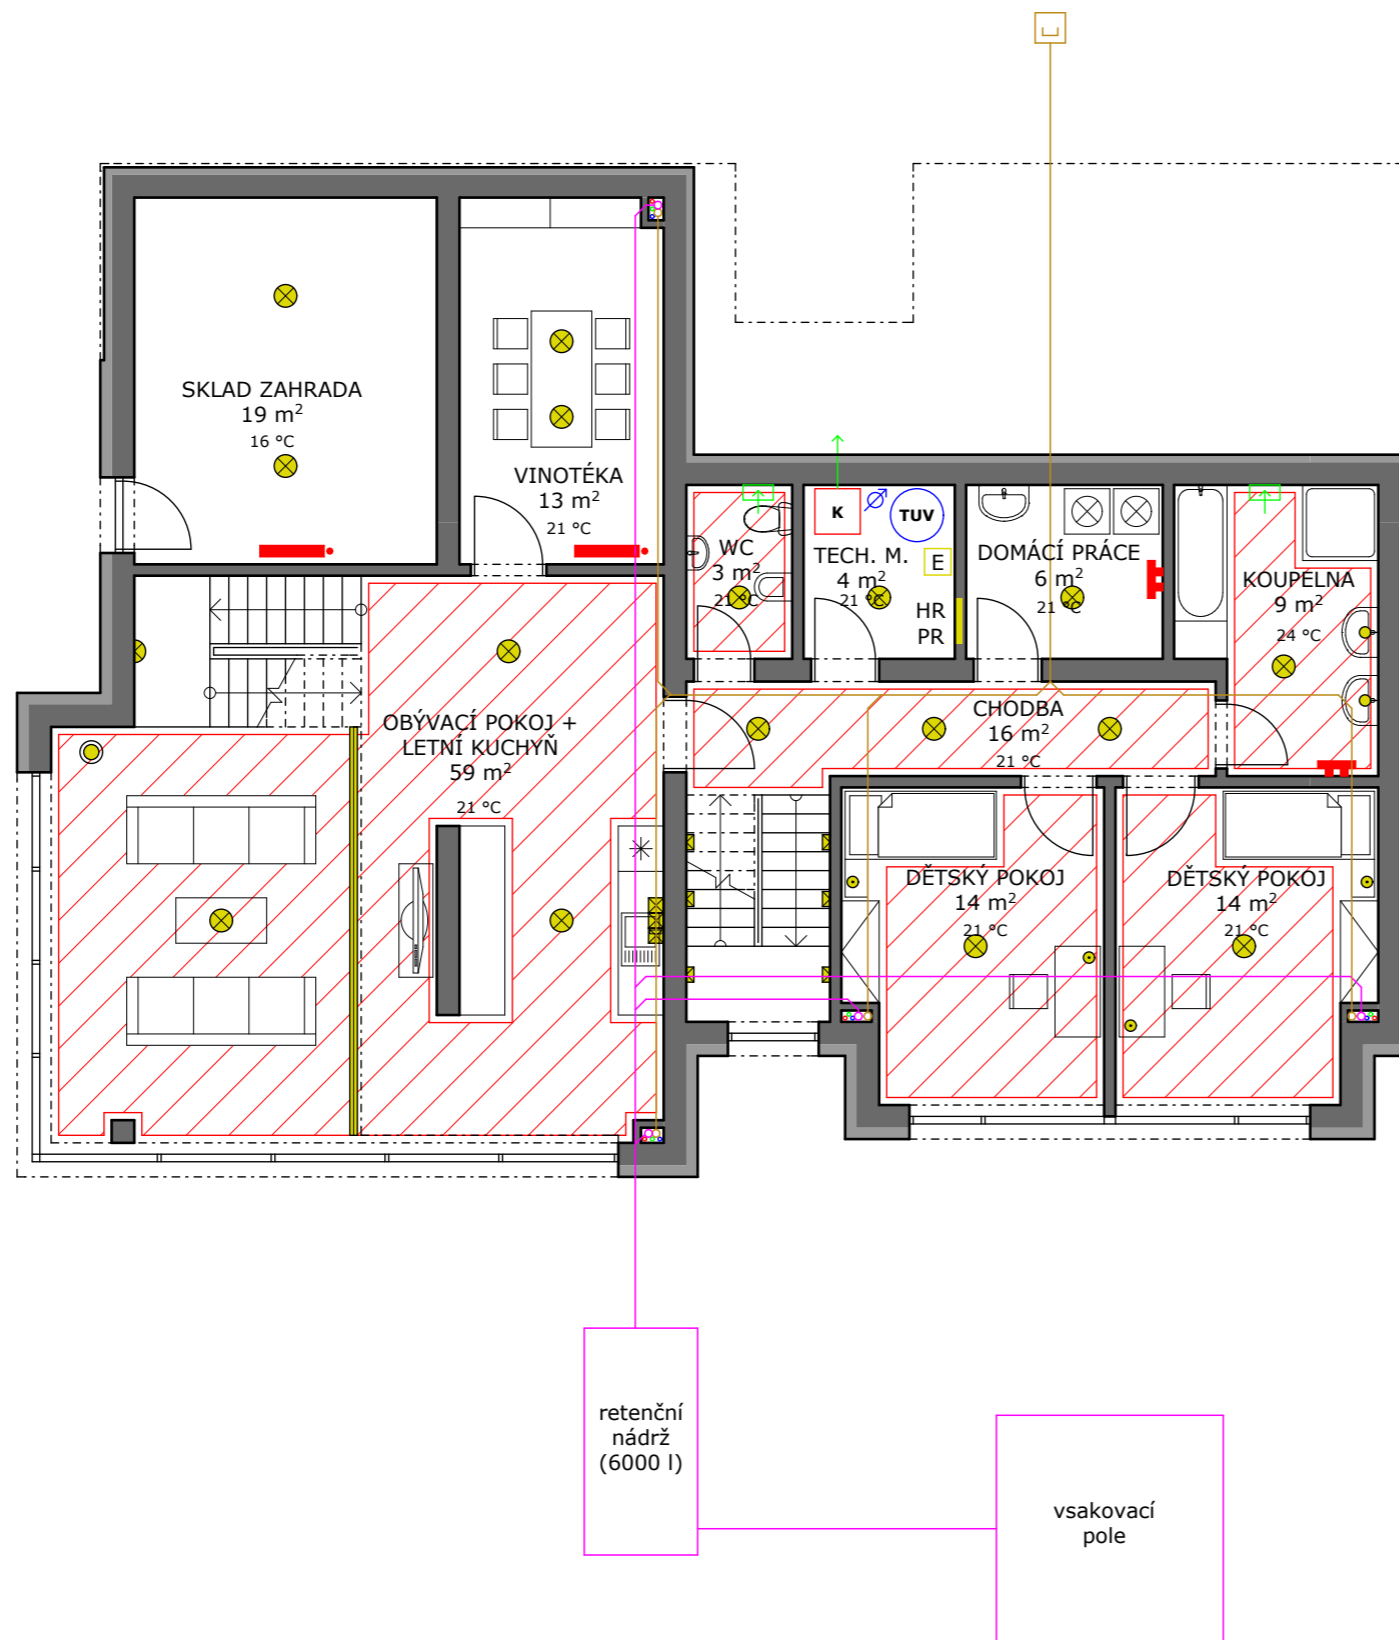 SKLAD ZAHRADA
19 m²
16 °C
VINOTÉKA
13 m²
21 °C
WC
3 m²
21 °C
K
TUV
E
TECH. M.
4 m²
21 °C
HR
PR
DOMÁCÍ PRÁCE
6 m²
21 °C
KOUPELNA
9 m²
24 °C
OBÝVACÍ POKOJ +
LETNÍ KUCHYŇ
59 m²
21 °C
CHODBA
16 m²
21 °C
DĚTSKÝ POKOJ
14 m²
21 °C
DĚTSKÝ POKOJ
14 m²
21 °C
retenční
nádrž
(6000 l)
vsakovací
pole